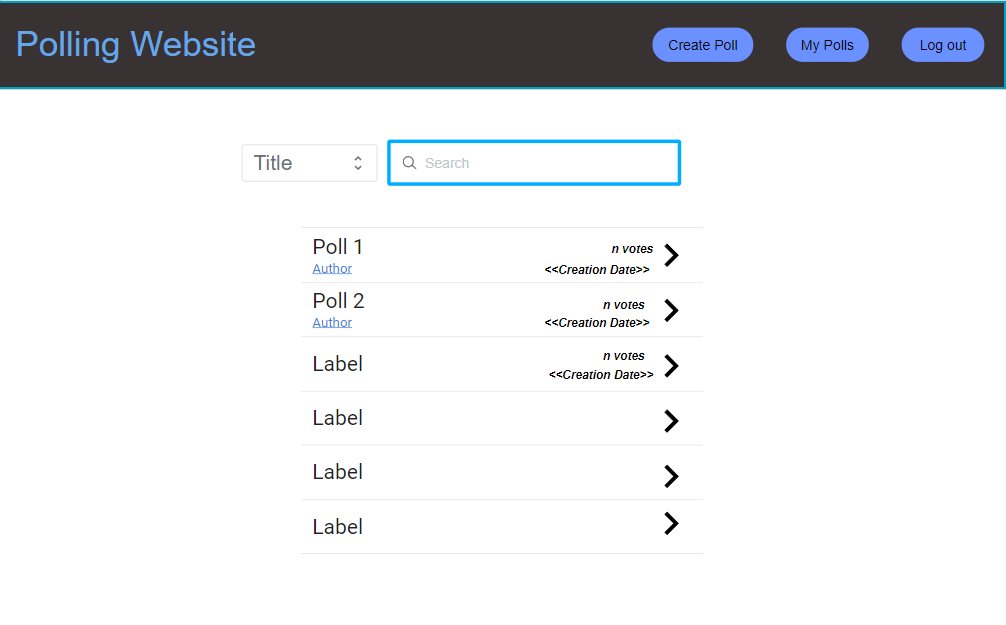 Polling Website
Create Poll
My Polls
Log out
Title
Search
Poll 1
n votes
Author
<<Creation Date>>
Poll 2
n votes
Author
<<Creation Date>>
Label
n votes
<<Creation Date>>
Label
Label
Label